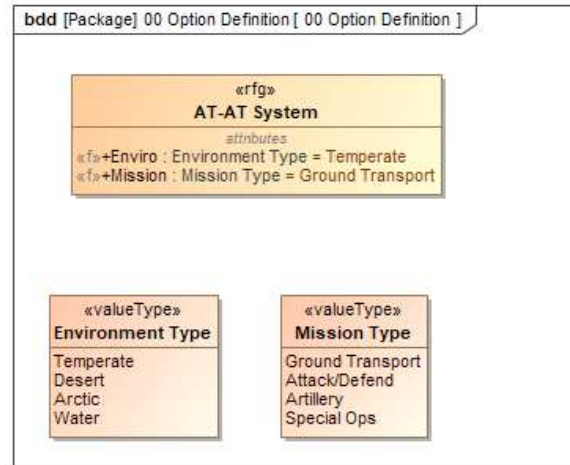 bdd [Package] 00 Option Definition [ 00 Option Definition ]
«rfg»
AT-AT System
attributes
«f»+Enviro : Environment Type = Temperate
«f»+Mission : Mission Type = Ground Transport
«valueType»
Environment Type
Temperate
Desert
Arctic
Water
«valueType»
Mission Type
Ground Transport
Attack/Defend
Artillery
Special Ops